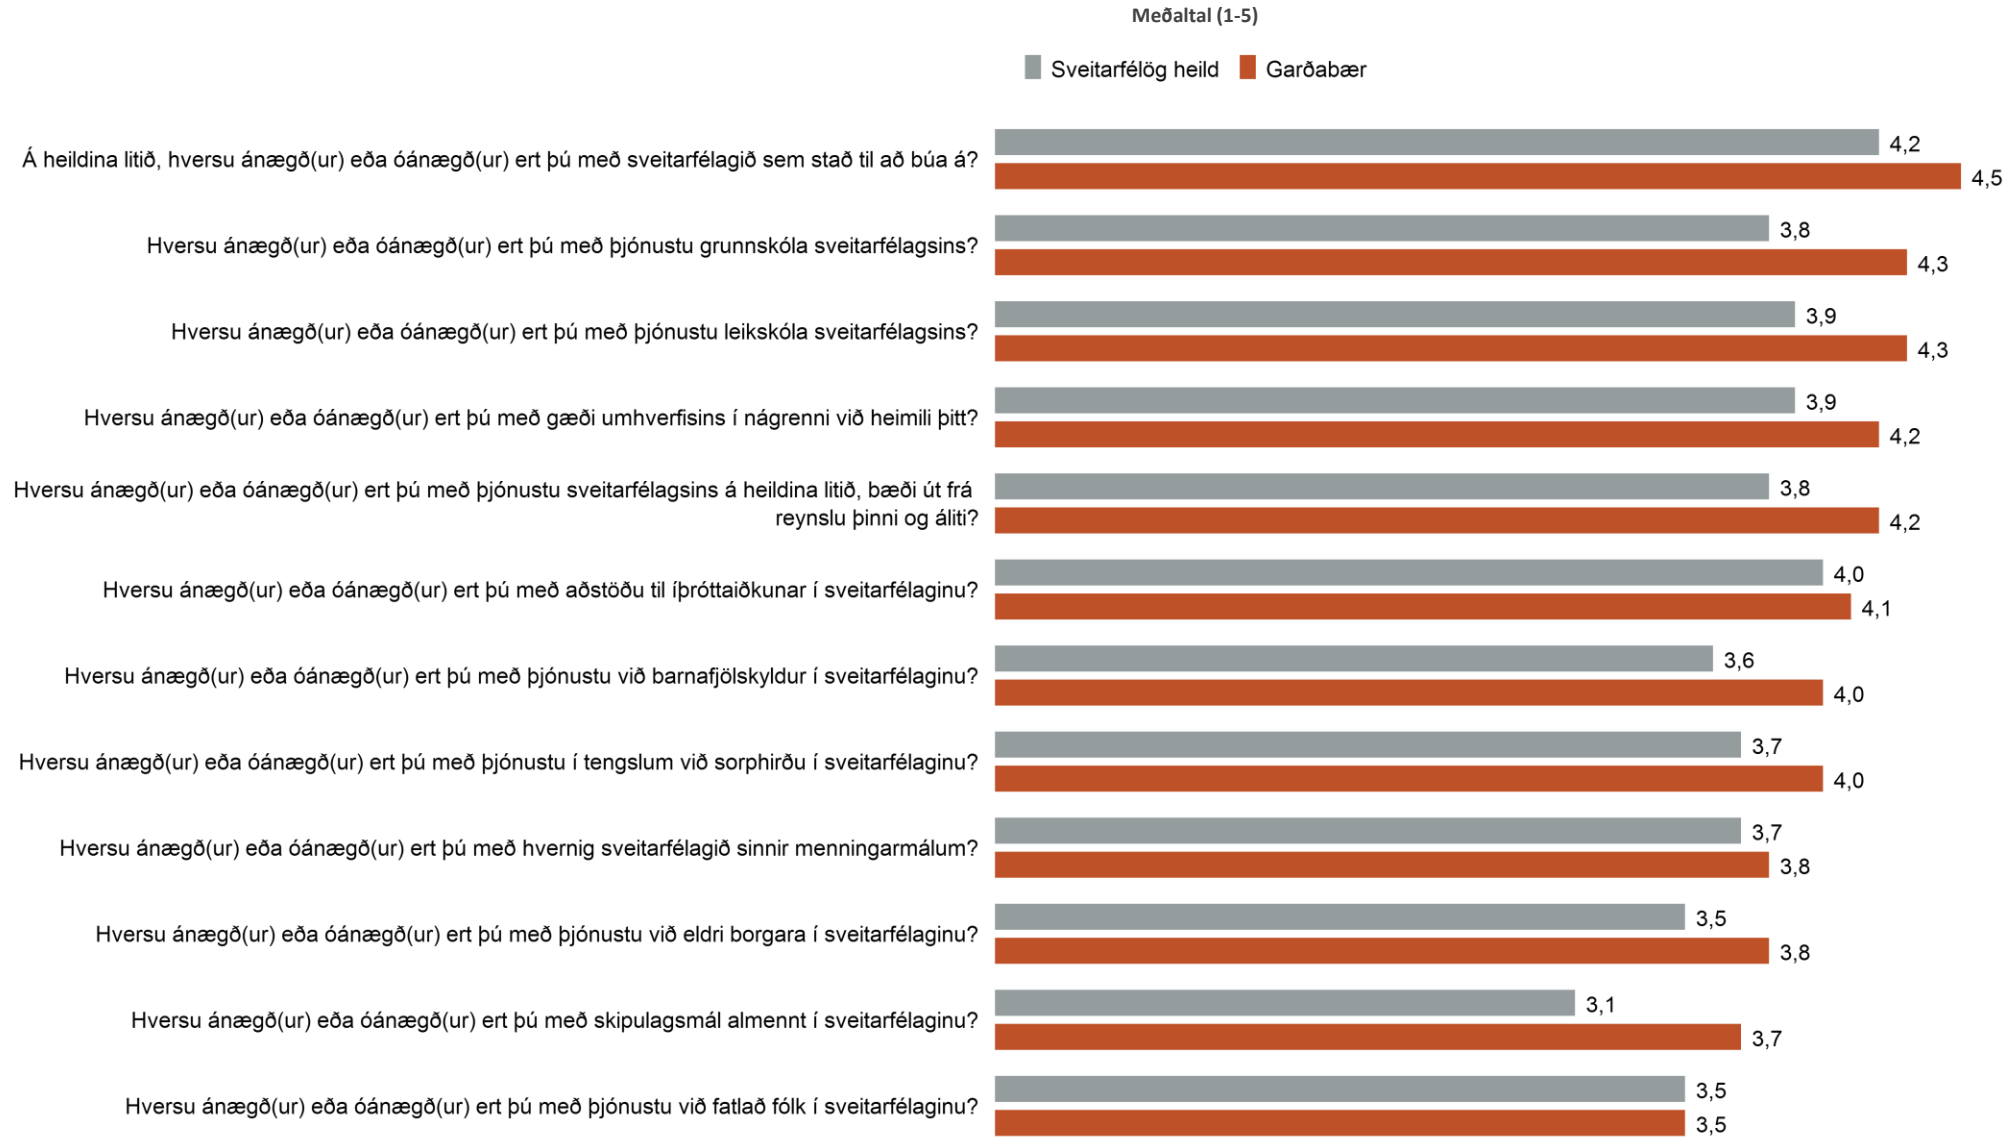 Meðaltal (1-5)
Sveitarfélög heild Garðabær
Á heildina litið, hversu ánægð(ur) eða óánægð(ur) ert þú með sveitarfélagið sem stað til að búa á?
4,2
4,5
Hversu ánægð(ur) eða óánægð(ur) ert þú með þjónustu grunnskóla sveitarfélagsins?
3,8
4,3
Hversu ánægð(ur) eða óánægð(ur) ert þú með þjónustu leikskóla sveitarfélagsins?
3,9
4,3
Hversu ánægð(ur) eða óánægð(ur) ert þú með gæði umhverfisins í nágrenni við heimili þitt?
3,9
4,2
Hversu ánægð(ur) eða óánægð(ur) ert þú með þjónustu sveitarfélagsins á heildina litið, bæði út frá
reynslu þinni og áliti?
3,8
4,2
Hversu ánægð(ur) eða óánægð(ur) ert þú með aðstöðu til íþróttaiðkunar í sveitarfélaginu?
4,0
4,1
Hversu ánægð(ur) eða óánægð(ur) ert þú með þjónustu við barnafjölskyldur í sveitarfélaginu?
3,6
4,0
Hversu ánægð(ur) eða óánægð(ur) ert þú með þjónustu í tengslum við sorphirðu í sveitarfélaginu?
3,7
4,0
Hversu ánægð(ur) eða óánægð(ur) ert þú með hvernig sveitarfélagið sinnir menningarmálum?
3,7
3,8
Hversu ánægð(ur) eða óánægð(ur) ert þú með þjónustu við eldri borgara í sveitarfélaginu?
3,5
3,8
Hversu ánægð(ur) eða óánægð(ur) ert þú með skipulagsmál almennt í sveitarfélaginu?
3,1
3,7
Hversu ánægð(ur) eða óánægð(ur) ert þú með þjónustu við fatlað fólk í sveitarfélaginu?
3,5
3,5